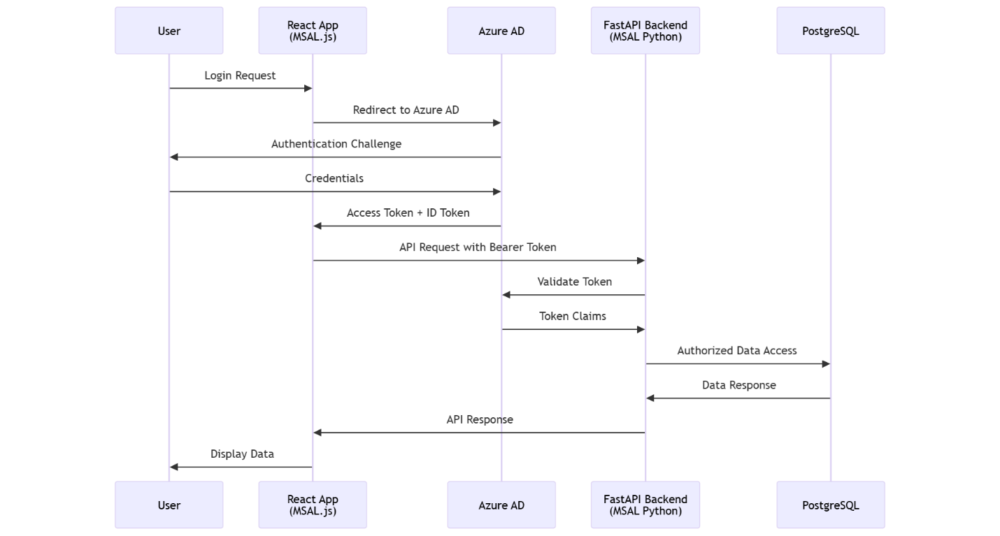 User
React App
(MSAL.js)
Azure AD
FastAPI Backend
(MSAL Python)
PostgreSQL
Login Request
Redirect to Azure AD
Authentication Challenge
Credentials
Access Token + ID Token
API Request with Bearer Token
Validate Token
Token Claims
Authorized Data Access
Data Response
API Response
Display Data
User
React App
(MSAL.js)
Azure AD
FastAPI Backend
(MSAL Python)
PostgreSQL